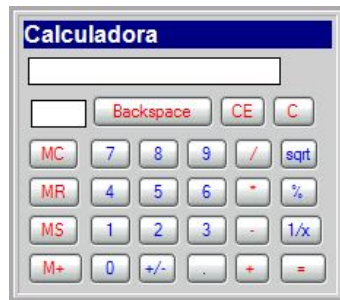 Calculadora
Backspace CE C
MC 7 8 9 / sqrt
MR 4 5 6 * %
MS 1 2 3 - 1/x
M+ 0 +/- . + =